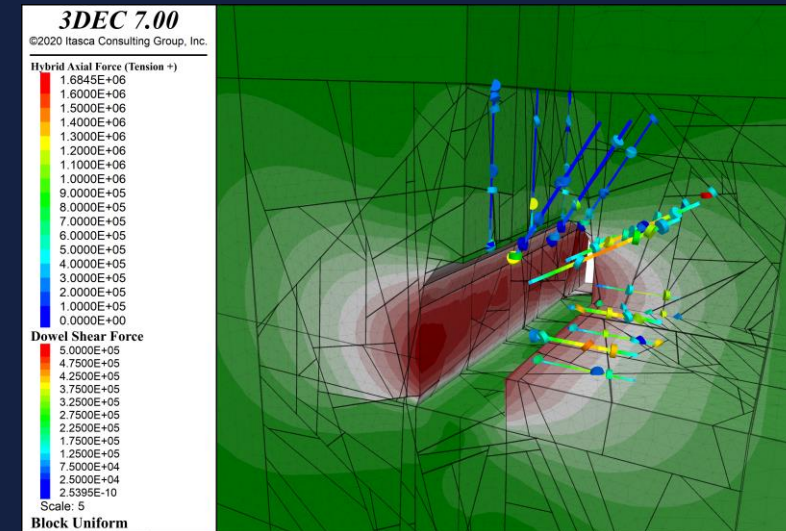 3DEC 7.00
©2020 Itasca Consulting Group, Inc.
Hybrid Axial Force (Tension +)
1.6845E+06
1.6000E+06
1.5000E+06
1.4000E+06
1.3000E+06
1.2000E+06
1.1000E+06
1.0000E+06
9.0000E+05
8.0000E+05
7.0000E+05
6.0000E+05
5.0000E+05
4.0000E+05
3.0000E+05
2.0000E+05
1.0000E+05
0.0000E+00
Dowel Shear Force
5.0000E+05
4.7500E+05
4.2500E+05
3.7500E+05
3.2500E+05
2.7500E+05
2.2500E+05
1.7500E+05
1.2500E+05
7.5000E+04
2.5000E+04
2.5395E-10
Scale: 5
Block Uniform